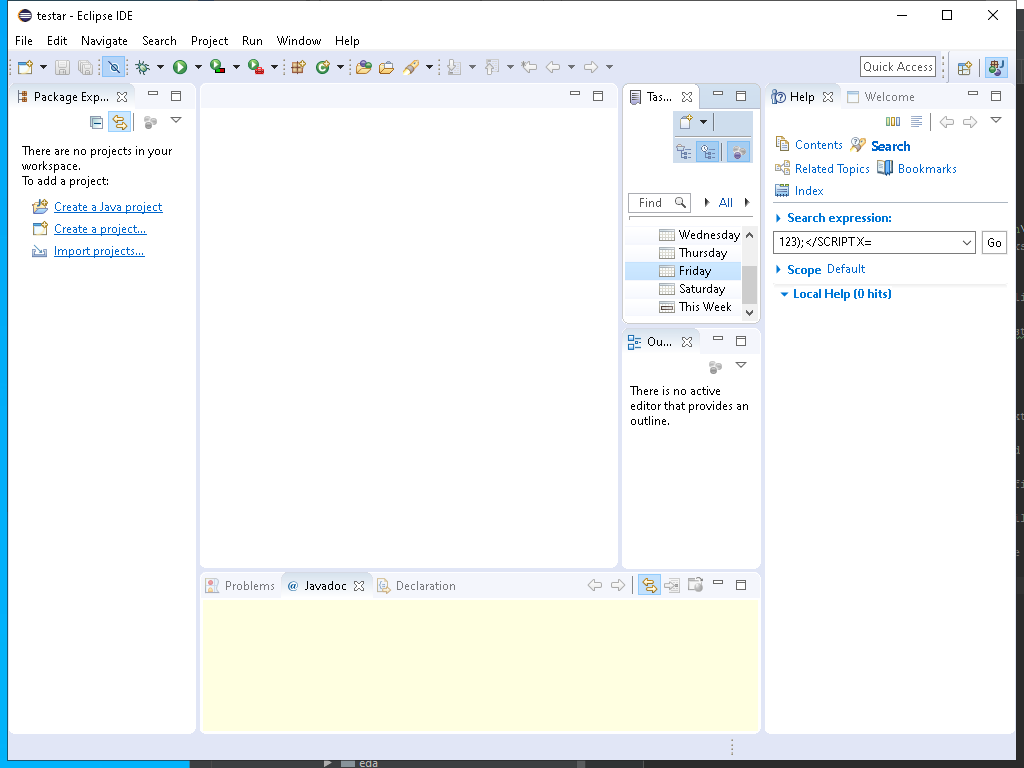 testar - Eclipse IDE
File Edit Navigate Search Project Run Window Help
Quick Access
Package Exp...
There are no projects in your
workspace.
To add a project:
Create a Java project
Create a project...
Import projects...
Tas...
Find
All
Wednesday
Thursday
Friday
Saturday
This Week
Ou...
There is no active
editor that provides an
outline.
Help
Welcome
Contents
Search
Related Topics
Bookmarks
Index
Search expression:
123);</SCRIPT X=
Go
Scope Default
Local Help (0 hits)
Problems
@ Javadoc
Declaration
eda